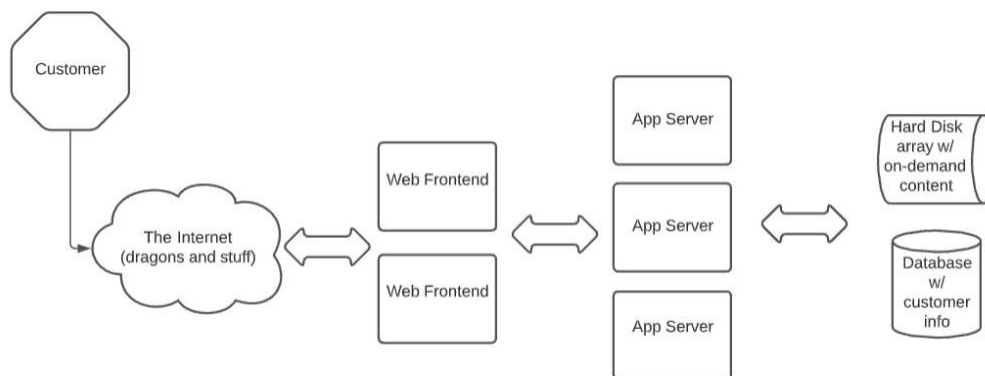 Customer
The Internet
(dragons and stuff)
Web Frontend
Web Frontend
App Server
App Server
App Server
Hard Disk
array w/
on-demand
content
Database
w/
customer
info